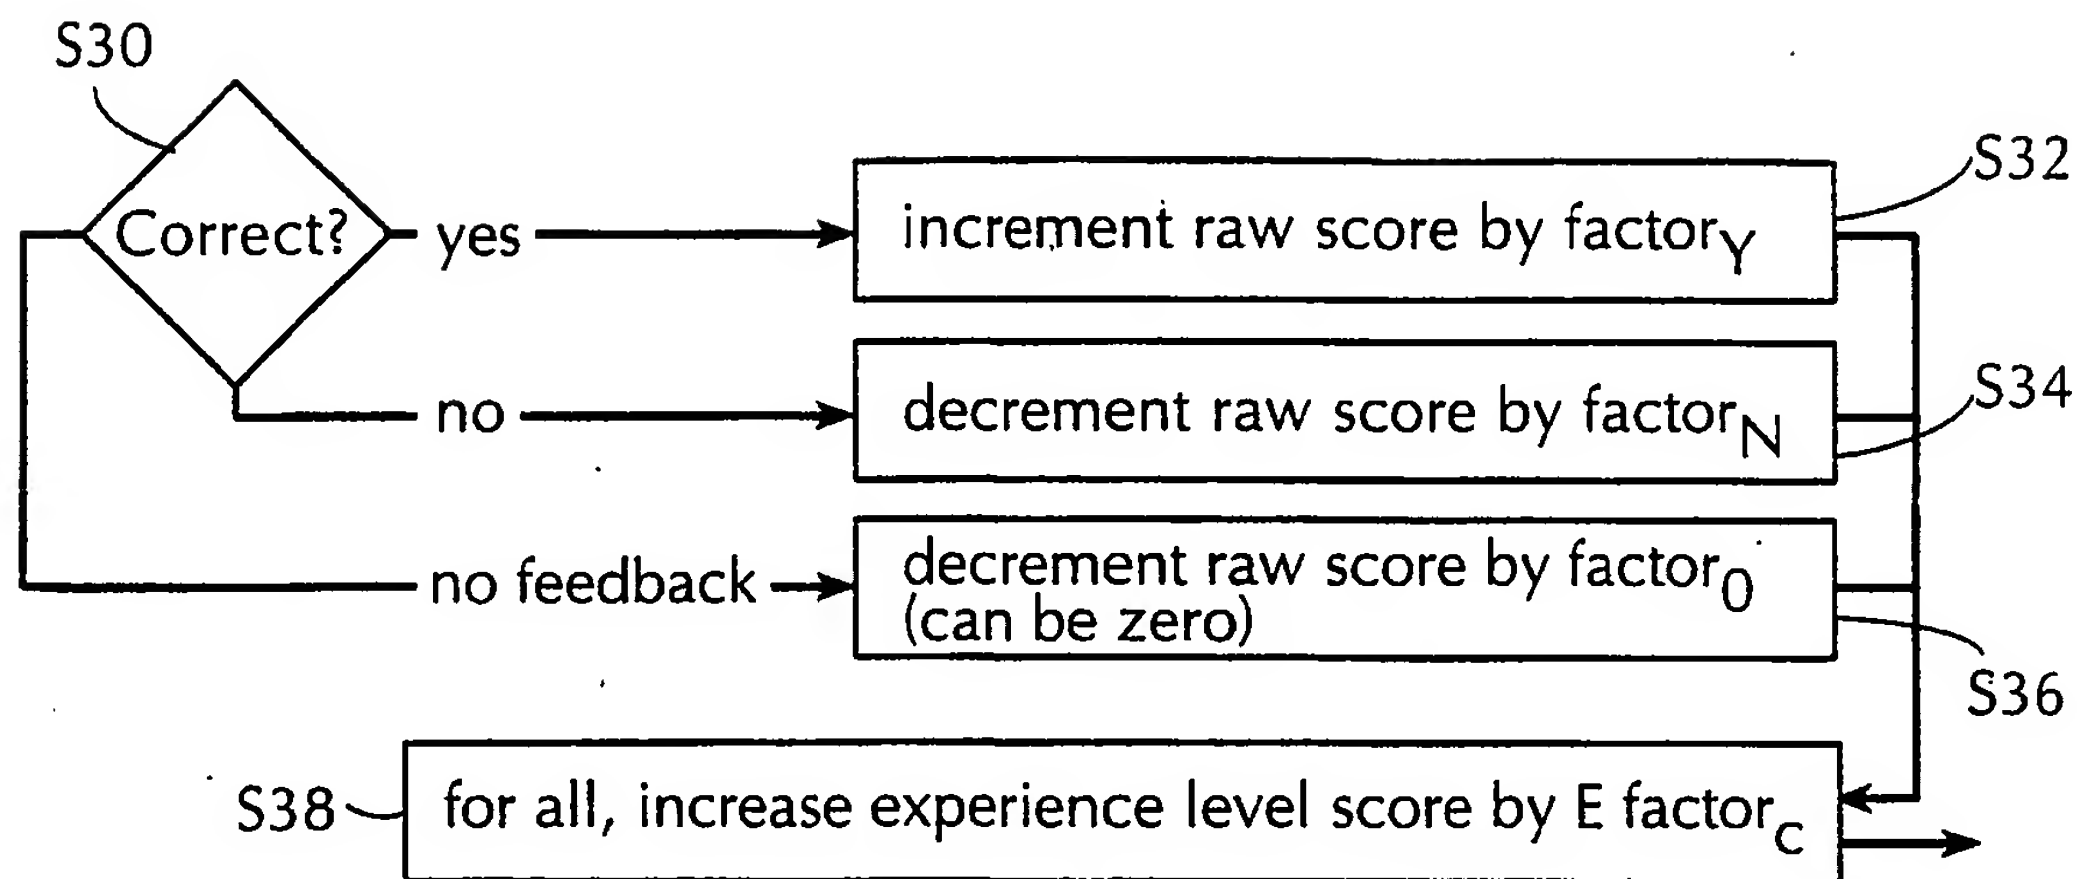 S30
Correct?
yes
increment raw score by factorY
S32
no
decrement raw score by factorN
S34
no feedback
decrement raw score by factor0
(can be zero)
S36
S38
for all, increase experience level score by E factorC